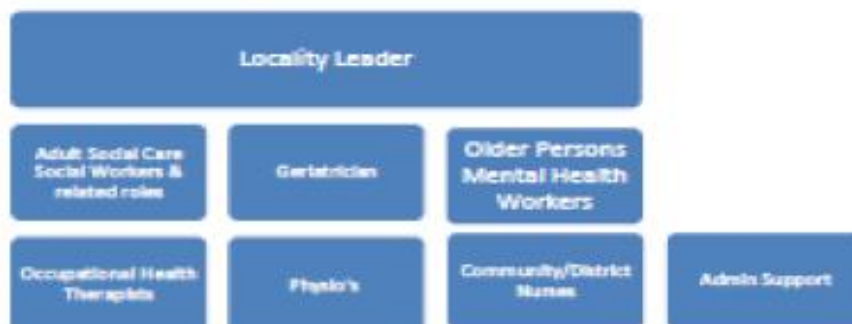 Locality Leader
Adult Social Care
Social Workers &
related roles
Geriatrician
Older Persons
Mental Health
Workers
Occupational Health
Therapists
Physio's
Community/District
Nurses
Admin Support